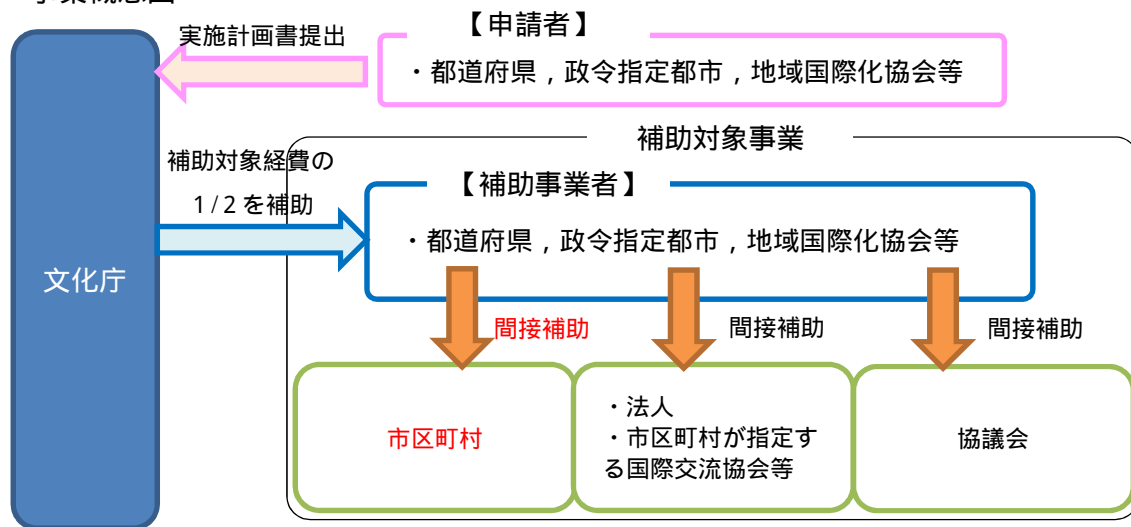 実施計画書提出
【申請者】
・都道府県，政令指定都市，地域国際化協会等
補助対象事業
補助対象経費の
1/2を補助
【補助事業者】
・都道府県，政令指定都市，地域国際化協会等
文化庁
間接補助
間接補助
間接補助
市区町村
・法人
・市区町村が指定す
る国際交流協会等
協議会